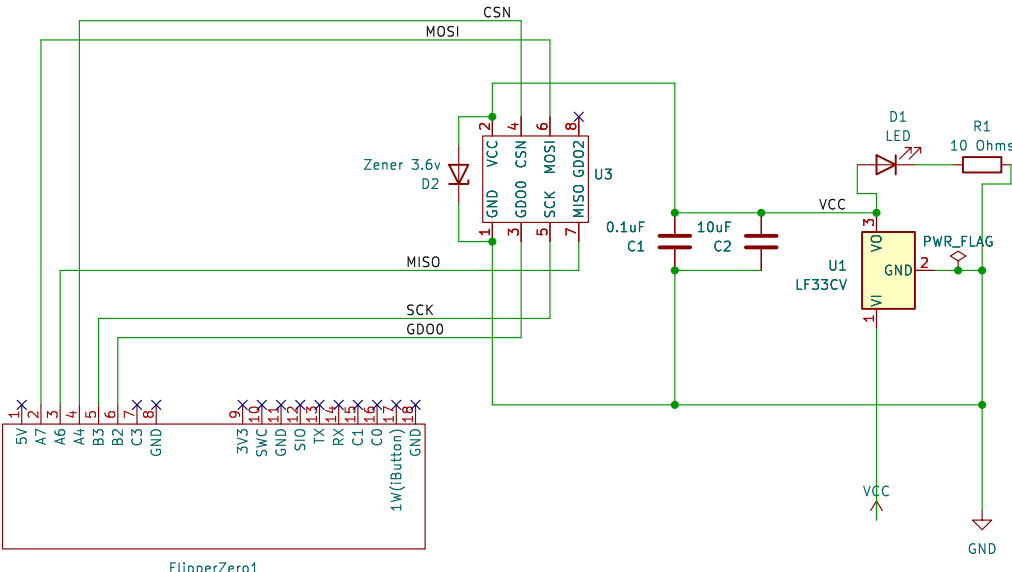 CSN
MOSI
2
4
6
8
VCC
CSN
MOSI
GDO2
GND
GDO0
SCK
MISO
1
3
5
7
U3
Zener 3.6v
D2
D1
LED
R1
10 Ohms
VCC
0.1uF
C1
10uF
C2
PWR_FLAG
3
VO
GND
2
U1
LF33CV
VI
1
MISO
SCK
GDO0
1
2
3
4
5
6
7
8
9
10
11
12
13
14
15
16
17
18
5V
A7
A6
A4
B3
B2
C3
GND
3V3
SWC
GND
SIO
TX
RX
C1
C0
1W(iButton)
GND
VCC
GND
FlipperZero1